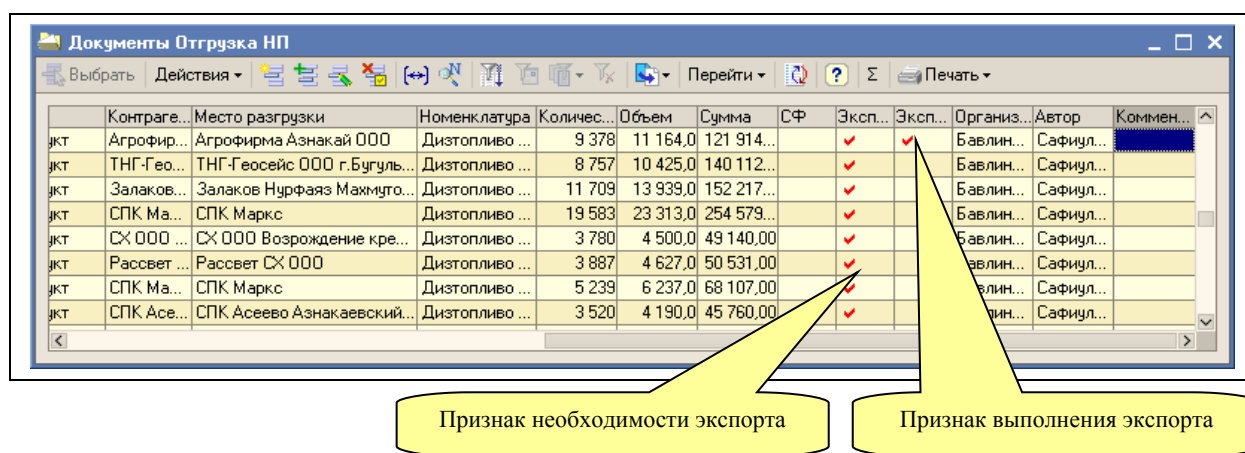 Документы Отгрузка НП
Выбрать Действия Перейти Σ Печать
Контраге... Место разгрузки Номенклатура Количес... Объем Сумма СФ Эксп... Эксп... Организ... Автор Коммен...
укт Агрофир... Агрофирма Азнакай ООО Дизтопливо ... 9 378 11 164,0 121 914... Бавлин... Сафиул...
укт ТНГ-Гео... ТНГ-Геосейс ООО г.Бугуль... Дизтопливо ... 8 757 10 425,0 140 112... Бавлин... Сафиул...
укт Залаков... Залаков Нурфаяз Махмуто... Дизтопливо ... 11 709 13 939,0 152 217... Бавлин... Сафиул...
укт СПК Ма... СПК Маркс Дизтопливо ... 19 583 23 313,0 254 579... Бавлин... Сафиул...
укт СХ ООО ... СХ ООО Возрождение кре... Дизтопливо ... 3 780 4 500,0 49 140,00 Бавлин... Сафиул...
укт Рассвет ... Рассвет СХ ООО Дизтопливо ... 3 887 4 627,0 50 531,00 Бавлин... Сафиул...
укт СПК Ма... СПК Маркс Дизтопливо ... 5 239 6 237,0 68 107,00 Сафиул...
укт СПК Асе... СПК Асеево Азнакаевский... Дизтопливо ... 3 520 4 190,0 45 760,00 Сафиул...
Признак необходимости экспорта
Признак выполнения экспорта